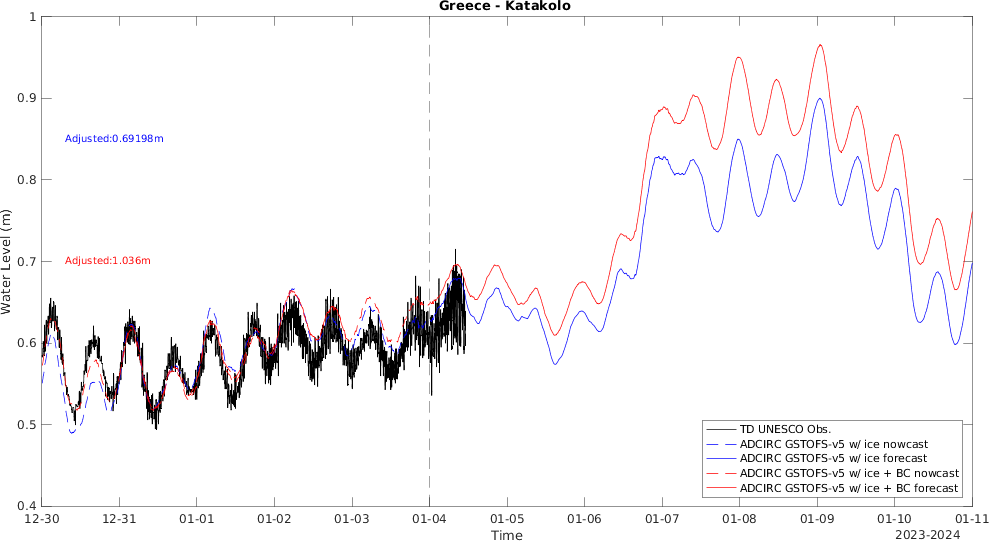 Greece - Katakolo
1
0.9
0.8
0.7
0.6
0.5
0.4
Water Level (m)
Adjusted:0.69198m
Adjusted:1.036m
TD UNESCO Obs.
ADCIRC GSTOFS-v5 w/ ice nowcast
ADCIRC GSTOFS-v5 w/ ice forecast
ADCIRC GSTOFS-v5 w/ ice + BC nowcast
ADCIRC GSTOFS-v5 w/ ice + BC forecast
12-30 12-31 01-01 01-02 01-03 01-04 01-05 01-06 01-07 01-08 01-09 01-10 01-11
Time
2023-2024